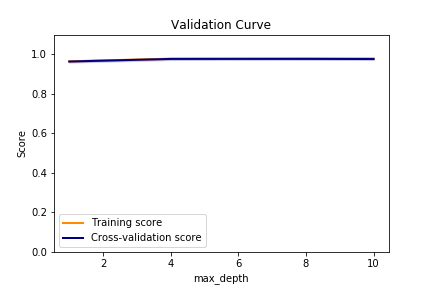 Validation Curve
1.0
0.8
0.6
0.4
0.2
0.0
Score
Training score
Cross-validation score
2
4
6
8
10
max_depth